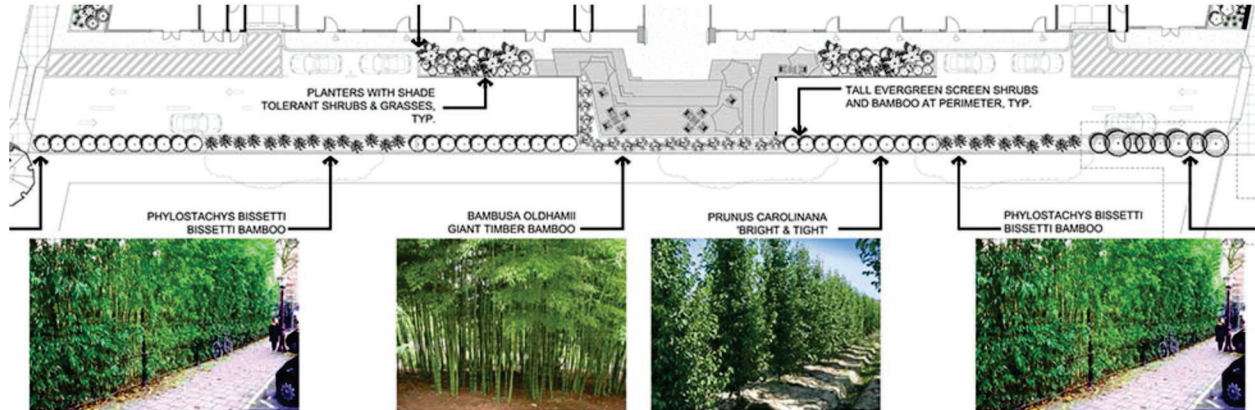 PLANTERS WITH SHADE
TOLERANT SHRUBS & GRASSES,
TYP.
TALL EVERGREEN SCREEN SHRUBS
AND BAMBOO AT PERIMETER, TYP.
PHYLOSTACHYS BISSETTI
BISSETTI BAMBOO
BAMBUSA OLDHAMII
GIANT TIMBER BAMBOO
PRUNUS CAROLINANA
'BRIGHT & TIGHT'
PHYLOSTACHYS BISSETTI
BISSETTI BAMBOO